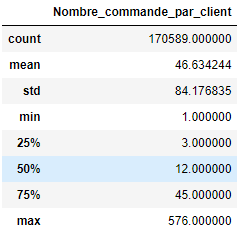 Nombre_commande_par_client
count 170589.000000
mean 46.634244
std 84.176835
min 1.000000
25% 3.000000
50% 12.000000
75% 45.000000
max 576.000000